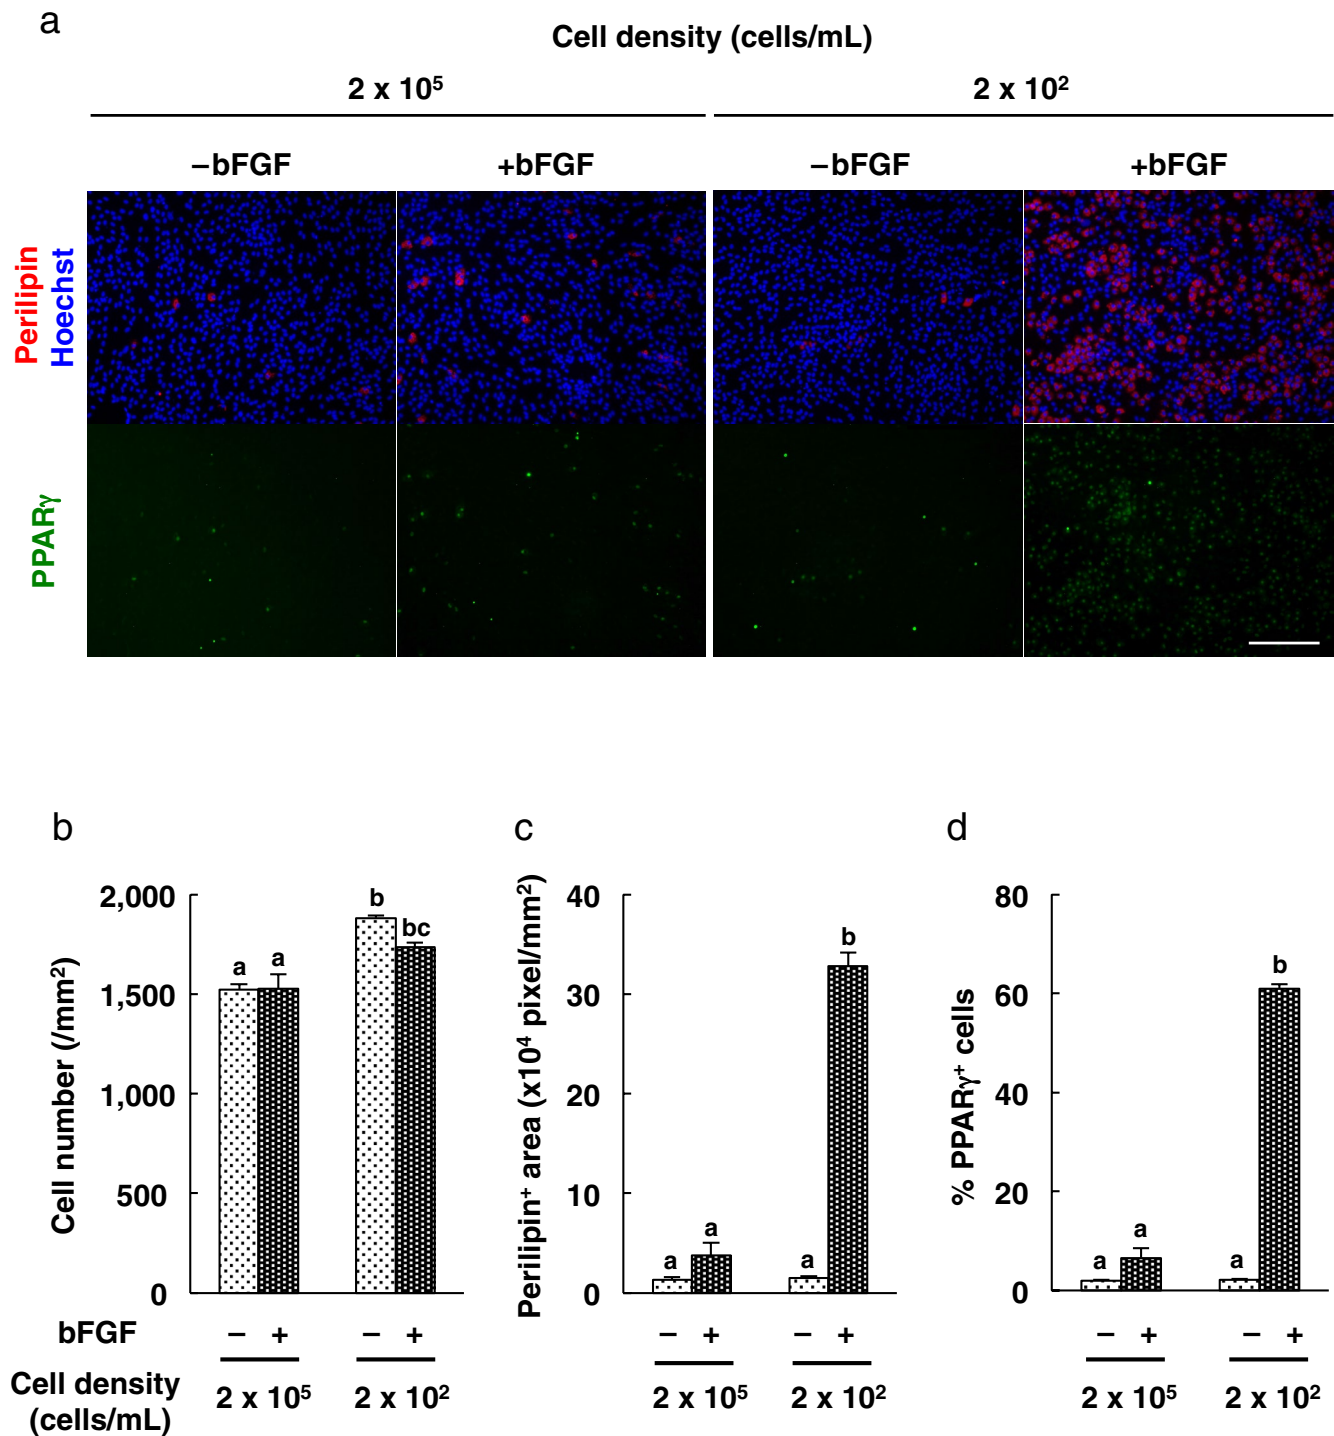 a
Cell density (cells/mL)
2 x 10⁵
2 x 10²
–bFGF
+bFGF
–bFGF
+bFGF
Perilipin
Hoechst
PPARγ
b
Cell number (/mm²)
2,000
1,500
1,000
500
0
a
a
b
bc
bFGF
– +
– +
Cell density
(cells/mL)
2 x 10⁵
2 x 10²
c
Perilipin⁺ area (x10⁴ pixel/mm²)
40
30
20
10
0
a
a
a
b
– +
– +
2 x 10⁵
2 x 10²
d
% PPARγ⁺ cells
80
60
40
20
0
a
a
a
b
– +
– +
2 x 10⁵
2 x 10²